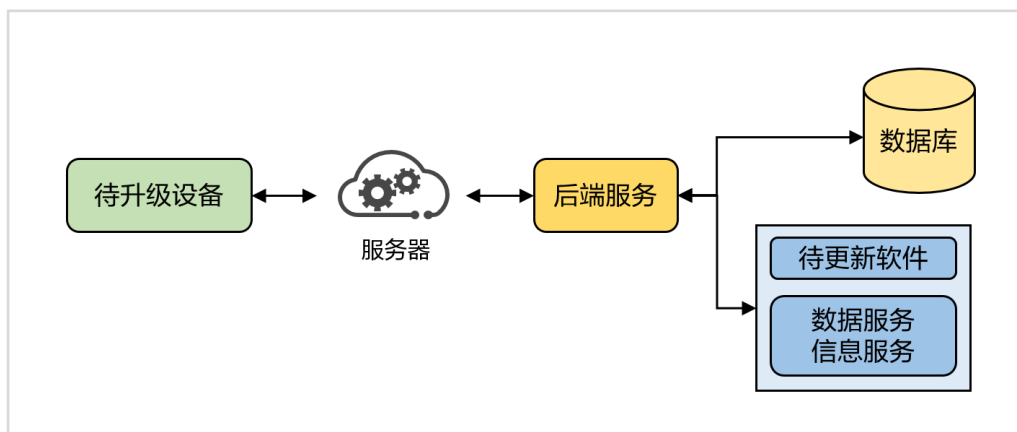 待升级设备
服务器
后端服务
数据库
待更新软件
数据服务
信息服务